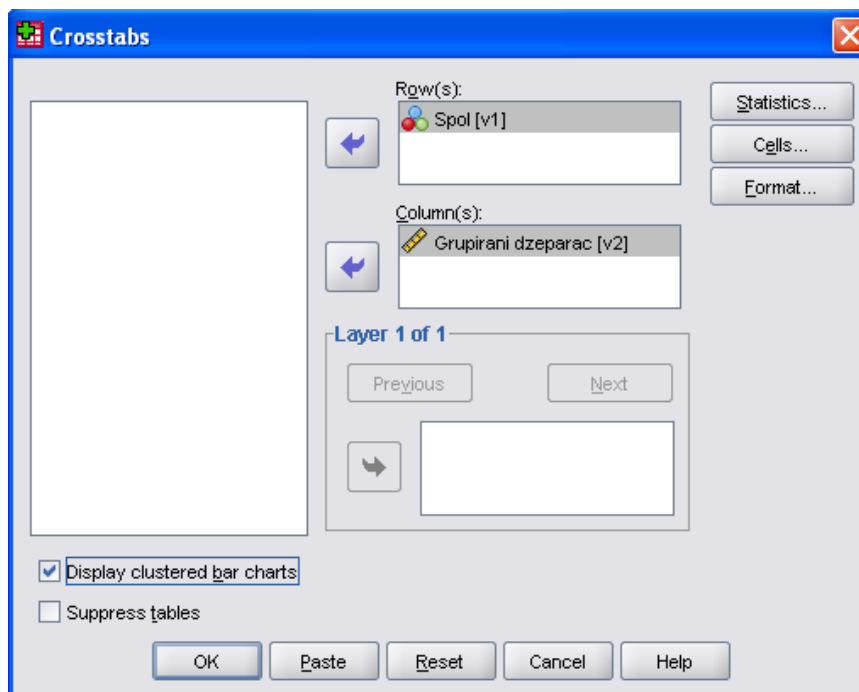 Crosstabs
Row(s):
Spol [v1]
Statistics...
Cells...
Format...
Column(s):
Grupirani dzeparac [v2]
Layer 1 of 1
Previous
Next
Display clustered bar charts
Suppress tables
OK
Paste
Reset
Cancel
Help